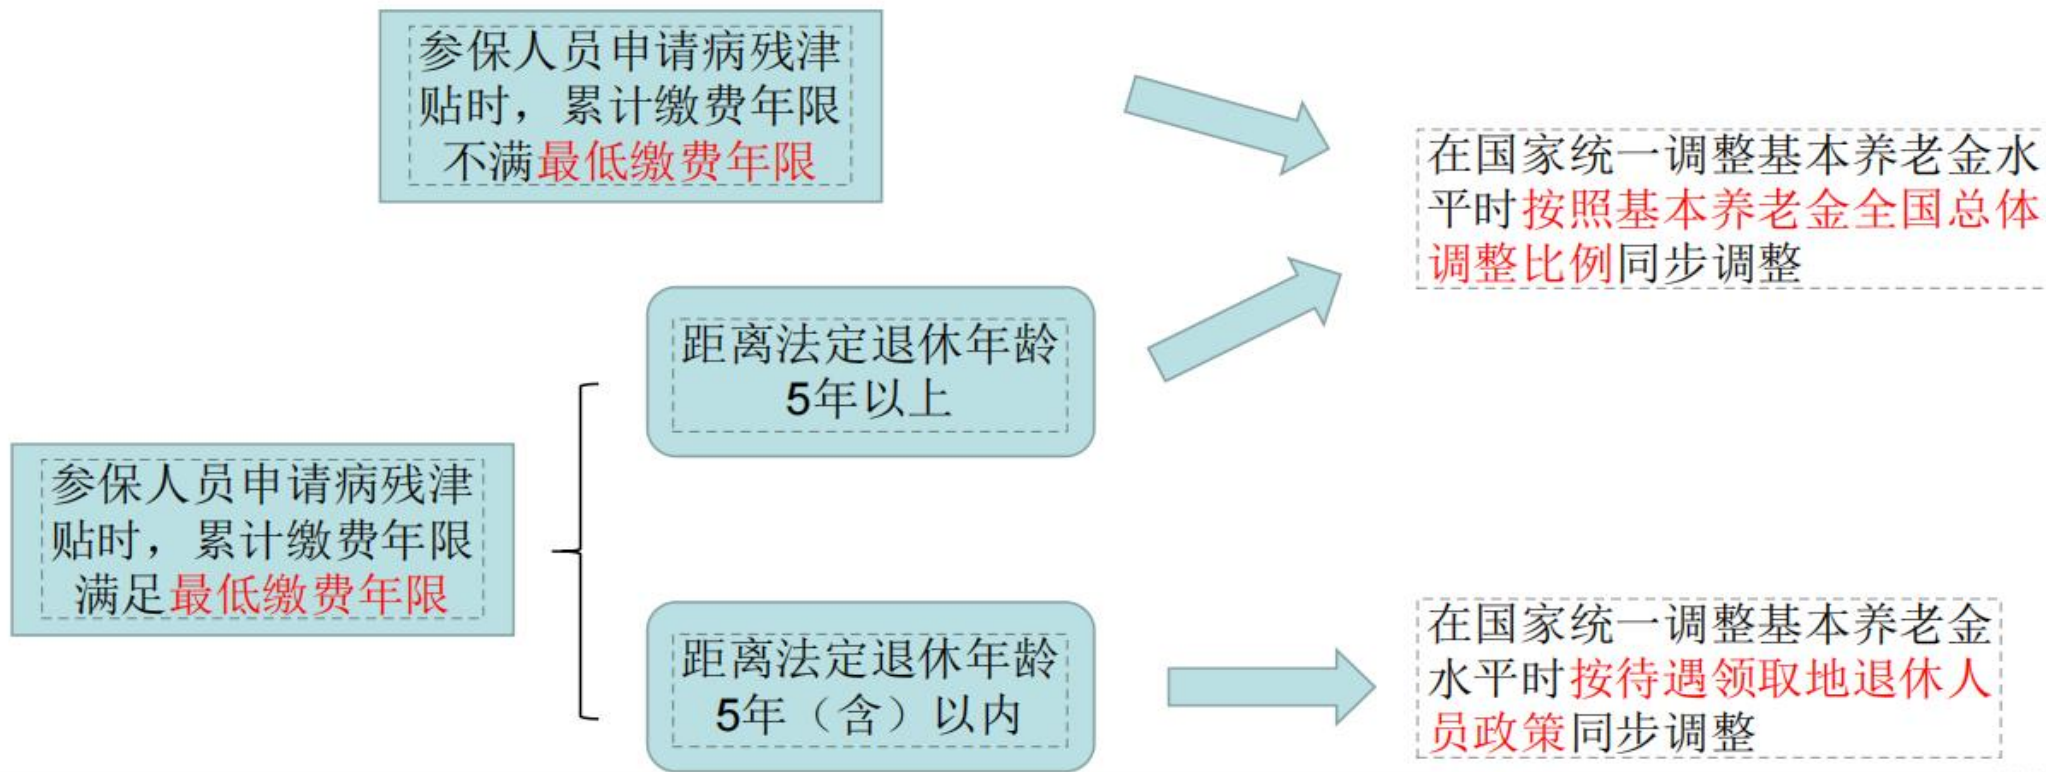 参保人员申请病残津
贴时，累计缴费年限
不满最低缴费年限
在国家统一调整基本养老金水
平时按照基本养老金全国总体
调整比例同步调整
距离法定退休年龄
5年以上
参保人员申请病残津
贴时，累计缴费年限
满足最低缴费年限
距离法定退休年龄
5年（含）以内
在国家统一调整基本养老金
水平时按待遇领取地退休人
员政策同步调整